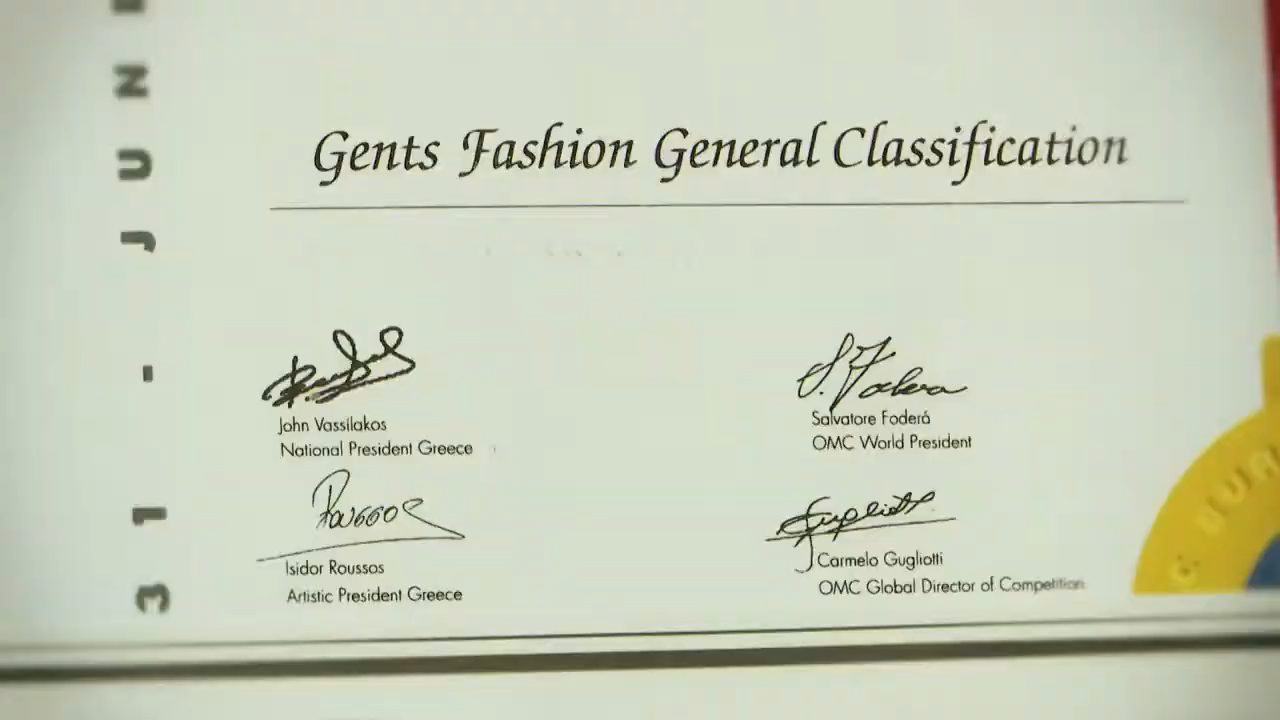 31 - JUN
Gents Fashion General Classification
John Vassilakos
National President Greece
Salvatore Foderá
OMC World President
Roussos
Isidor Roussos
Artistic President Greece
Carmelo Gugliotti
OMC Global Director of Competition